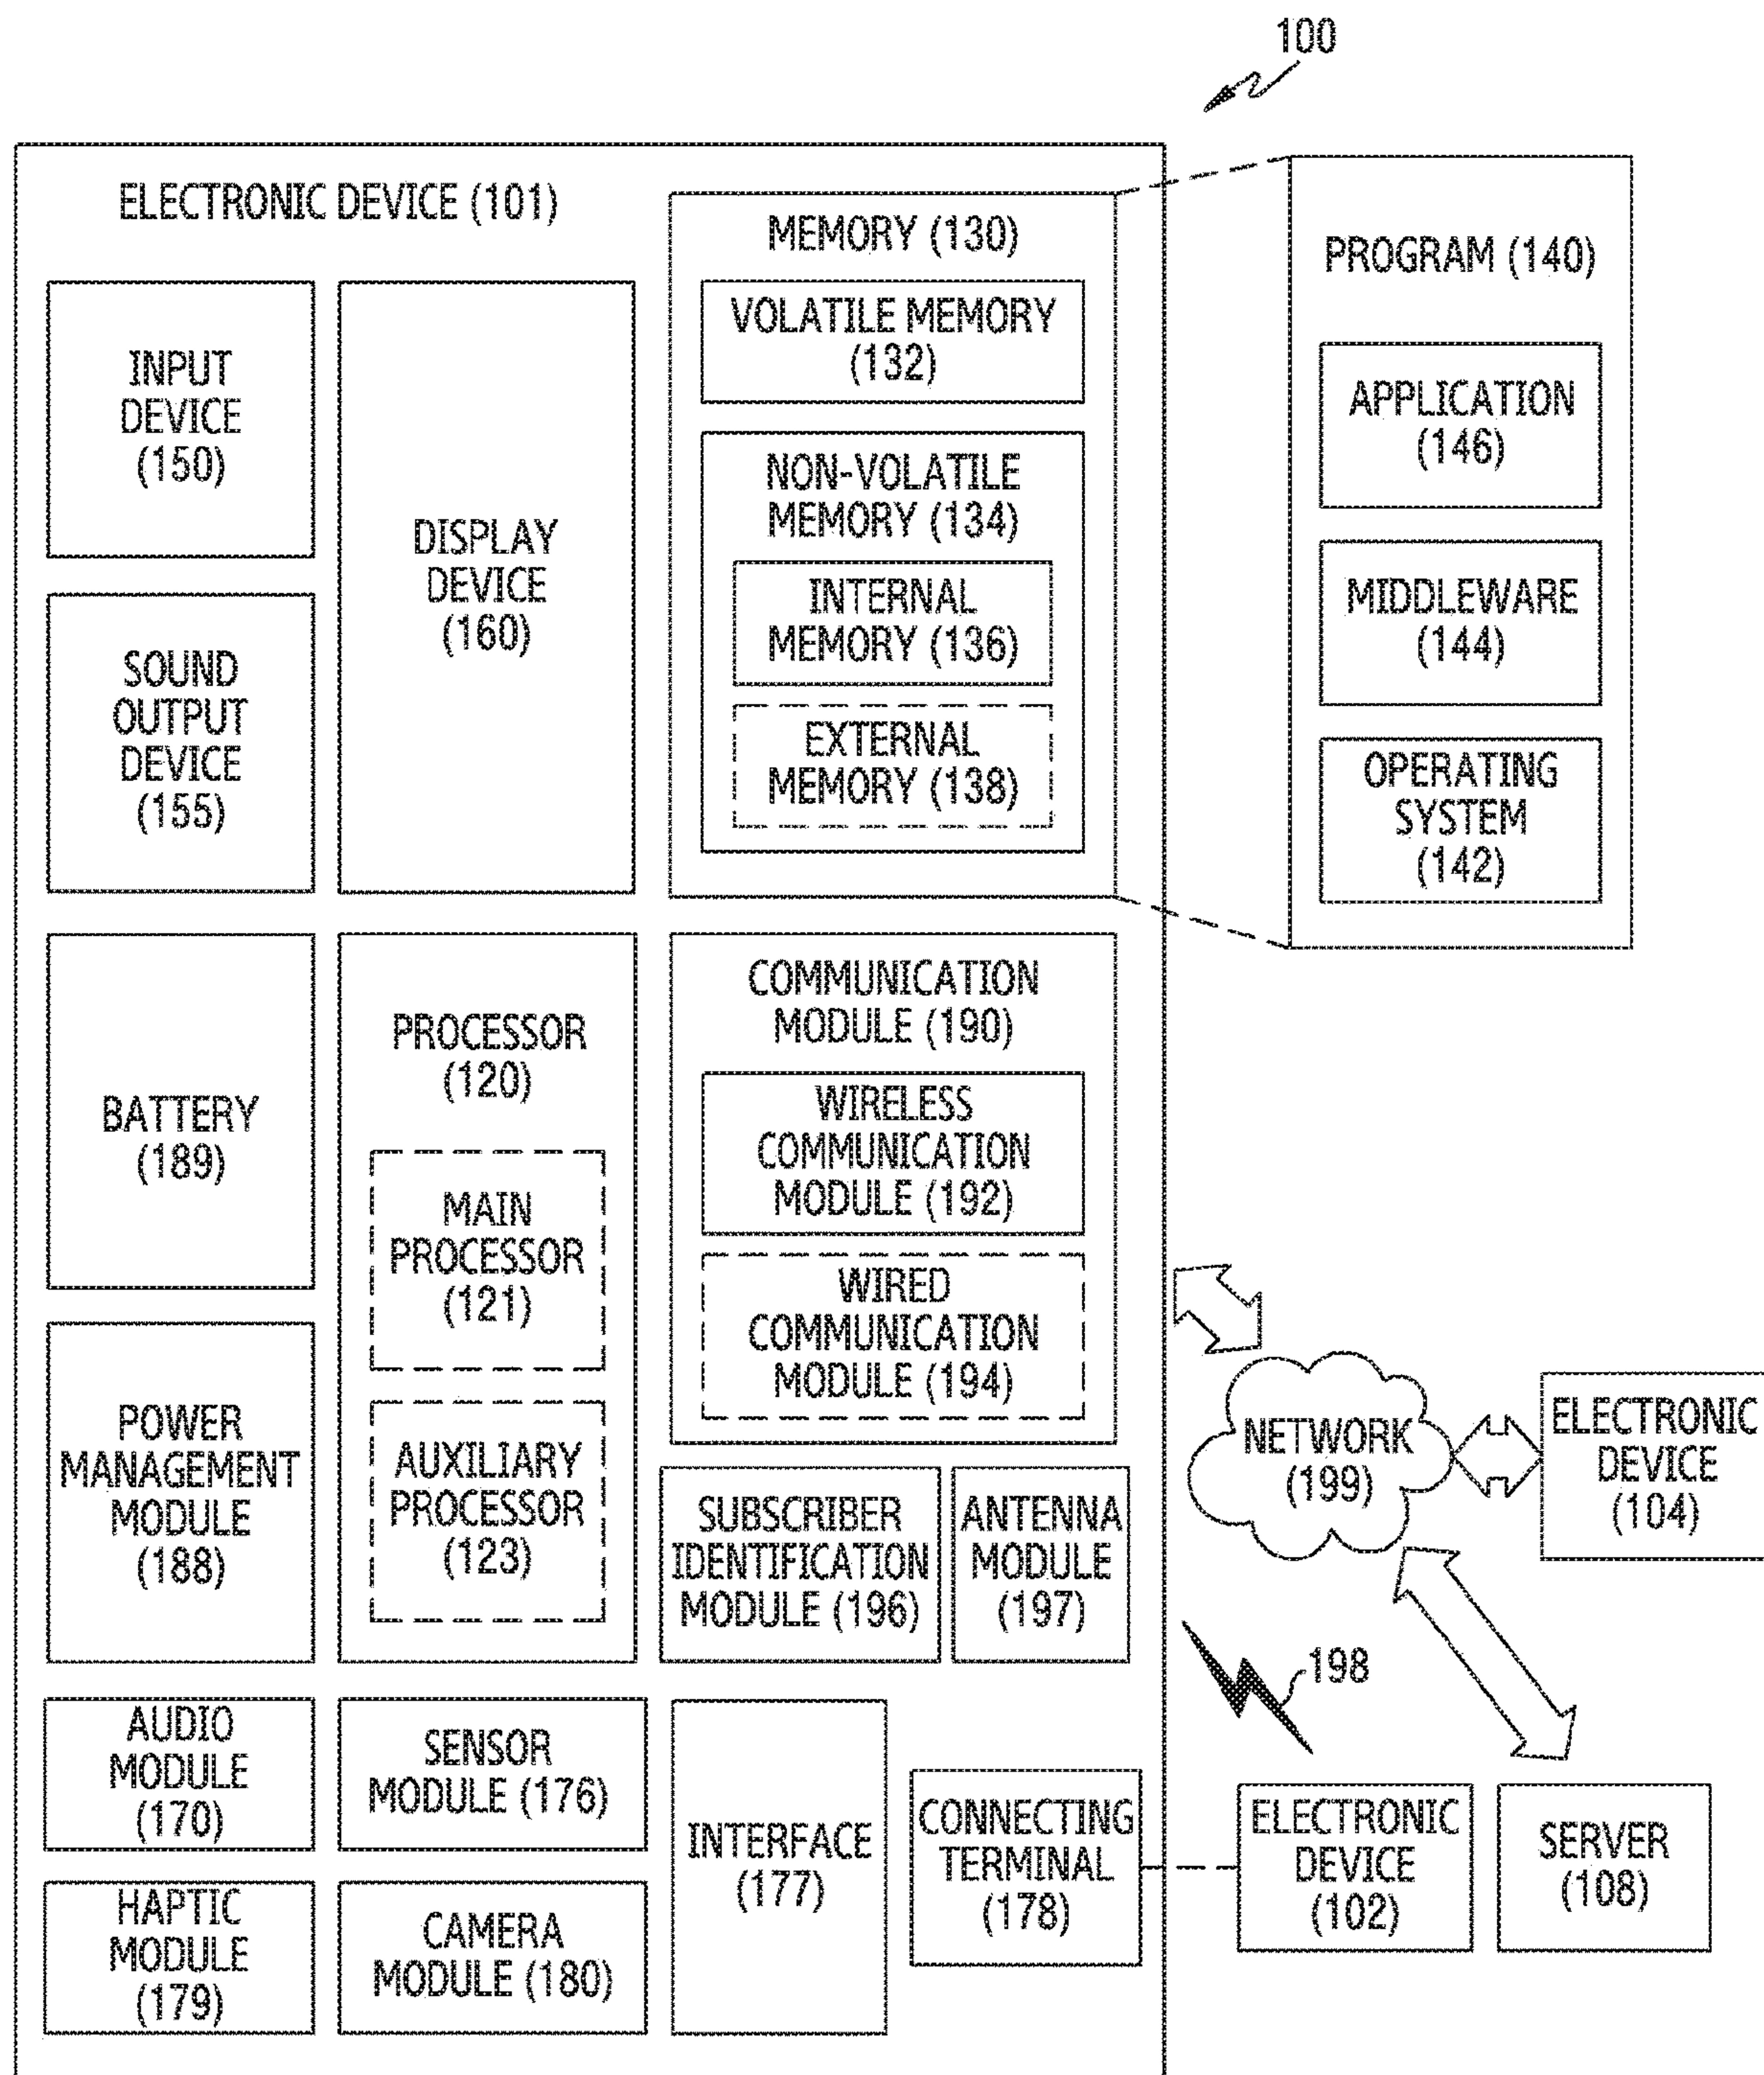 100
ELECTRONIC DEVICE (101)
INPUT
DEVICE
(150)
SOUND
OUTPUT
DEVICE
(155)
DISPLAY
DEVICE
(160)
MEMORY (130)
VOLATILE MEMORY
(132)
NON-VOLATILE
MEMORY (134)
INTERNAL
MEMORY (136)
EXTERNAL
MEMORY (138)
PROGRAM (140)
APPLICATION
(146)
MIDDLEWARE
(144)
OPERATING
SYSTEM
(142)
BATTERY
(189)
POWER
MANAGEMENT
MODULE
(188)
PROCESSOR
(120)
MAIN
PROCESSOR
(121)
AUXILIARY
PROCESSOR
(123)
COMMUNICATION
MODULE (190)
WIRELESS
COMMUNICATION
MODULE (192)
WIRED
COMMUNICATION
MODULE (194)
SUBSCRIBER
IDENTIFICATION
MODULE (196)
ANTENNA
MODULE
(197)
NETWORK
(199)
ELECTRONIC
DEVICE
(104)
198
AUDIO
MODULE
(170)
SENSOR
MODULE (176)
INTERFACE
(177)
CONNECTING
TERMINAL
(178)
ELECTRONIC
DEVICE
(102)
SERVER
(108)
HAPTIC
MODULE
(179)
CAMERA
MODULE (180)